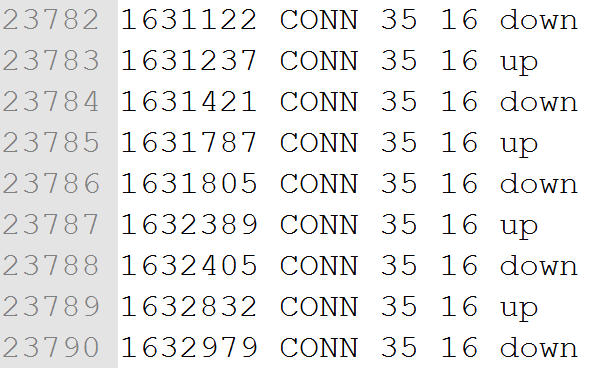 23782 1631122 CONN 35 16 down
23783 1631237 CONN 35 16 up
23784 1631421 CONN 35 16 down
23785 1631787 CONN 35 16 up
23786 1631805 CONN 35 16 down
23787 1632389 CONN 35 16 up
23788 1632405 CONN 35 16 down
23789 1632832 CONN 35 16 up
23790 1632979 CONN 35 16 down